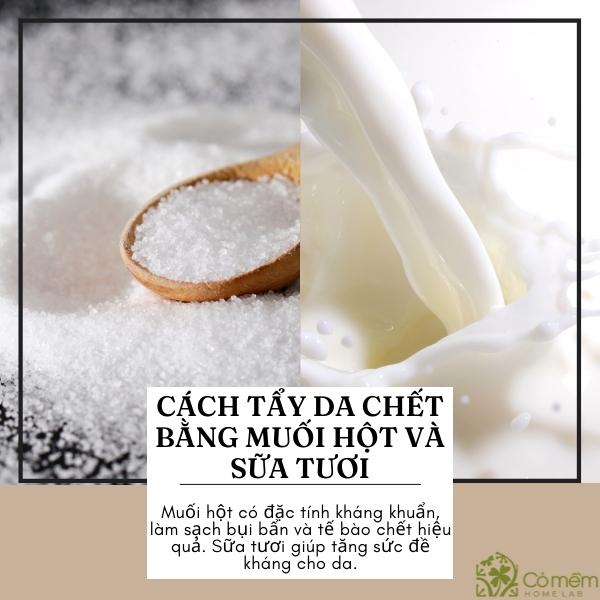 CÁCH TẨY DA CHẾT
BẰNG MUỐI HỘT VÀ
SỮA TƯƠI
Muối hột có đặc tính kháng khuẩn,
làm sạch bụi bẩn và tế bào chết hiệu
quả. Sữa tươi giúp tăng sức đề
kháng cho da.
Cỏ mềm
HOME LAB